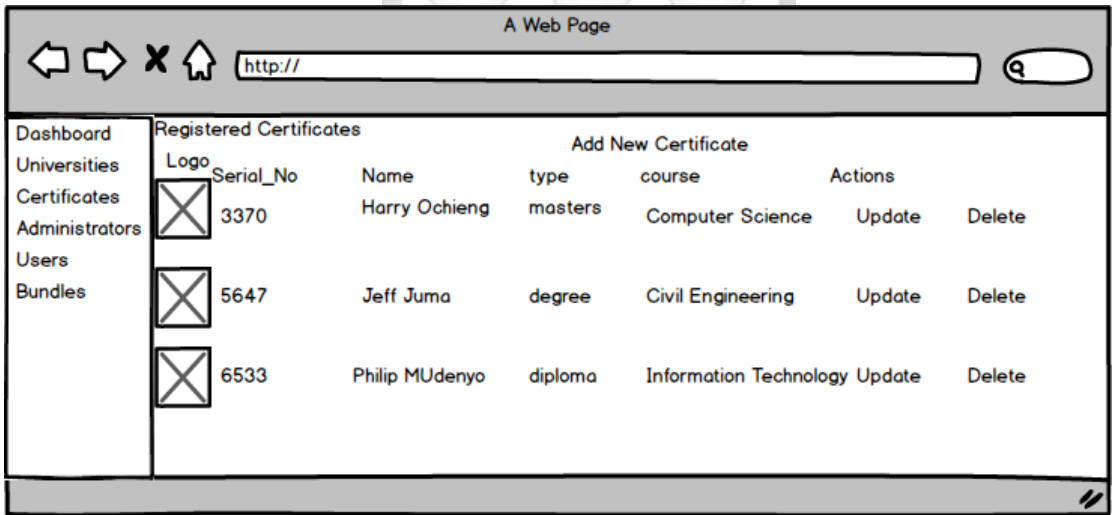 A Web Page
http://
Dashboard
Universities
Certificates
Administrators
Users
Bundles
Registered Certificates
Add New Certificate
Logo Serial_No Name type course Actions
3370 Harry Ochieng masters Computer Science Update Delete
5647 Jeff Juma degree Civil Engineering Update Delete
6533 Philip MUdenyo diploma Information Technology Update Delete